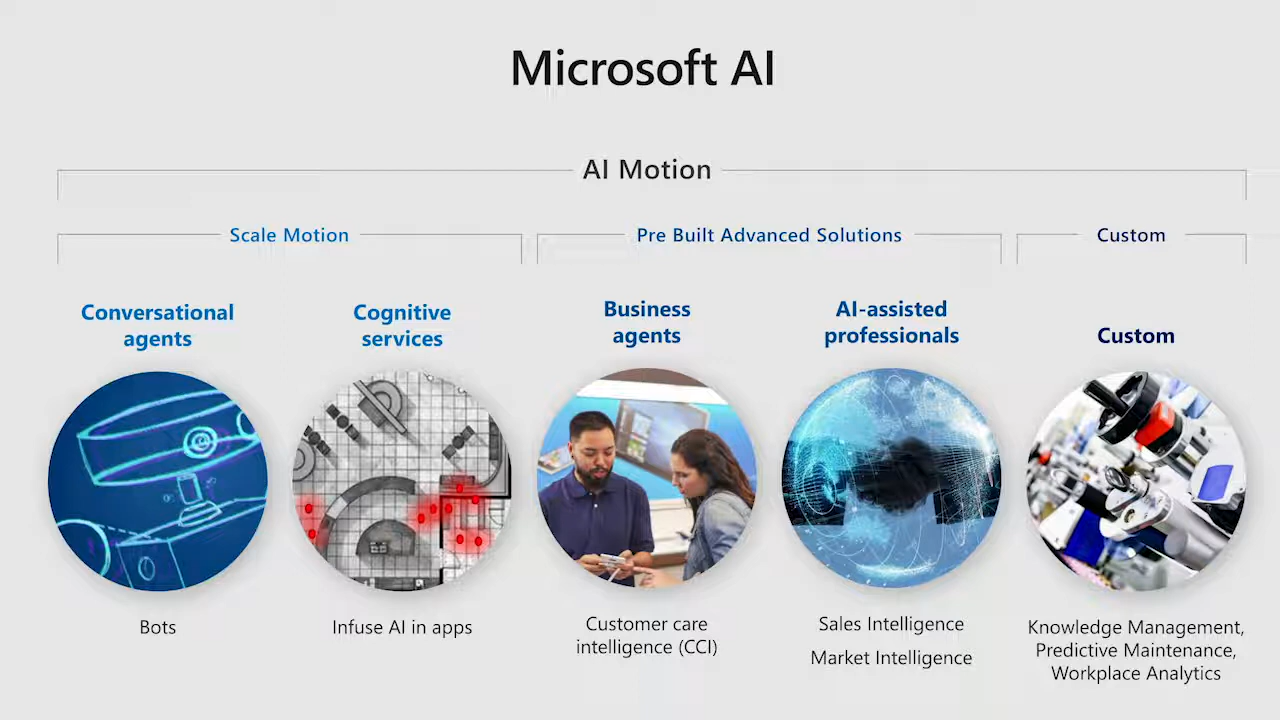 Microsoft AI
AI Motion
Scale Motion
Pre Built Advanced Solutions
Custom
Conversational
agents
Cognitive
services
Business
agents
AI-assisted
professionals
Custom
Bots
Infuse AI in apps
Customer care
intelligence (CCI)
Sales Intelligence
Market Intelligence
Knowledge Management,
Predictive Maintenance,
Workplace Analytics